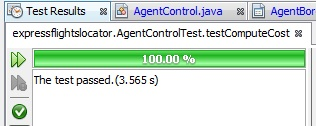 Test Results AgentControl.java AgentBor
expressflightslocator.AgentControlTest.testComputeCost
100.00 %
The test passed.(3.565 s)